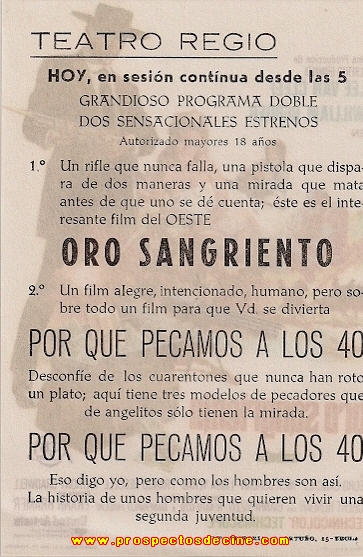 TEATRO REGIO
HOY, en sesión contínua desde las 5
GRANDIOSO PROGRAMA DOBLE
DOS SENSACIONALES ESTRENOS
Autorizado mayores 18 años
1.º Un rifle que nunca falla, una pistola que dispa-
ra de dos maneras y una mirada que mata
antes de que uno se dé cuenta; éste es el inte-
resante film del OESTE
ORO SANGRIENTO
2.º Un film alegre, intencionado, humano, pero so-
bre todo un film para que Vd. se divierta
POR QUE PECAMOS A LOS 40
Desconfíe de los cuarentones que nunca han roto
un plato; aquí tiene tres modelos de pecadores que
de angelitos sólo tienen la mirada.
POR QUE PECAMOS A LOS 40
Eso digo yo, pero como los hombres son así.
La historia de unos hombres que quieren vivir una
segunda juventud.
www.prospectosdecine.com